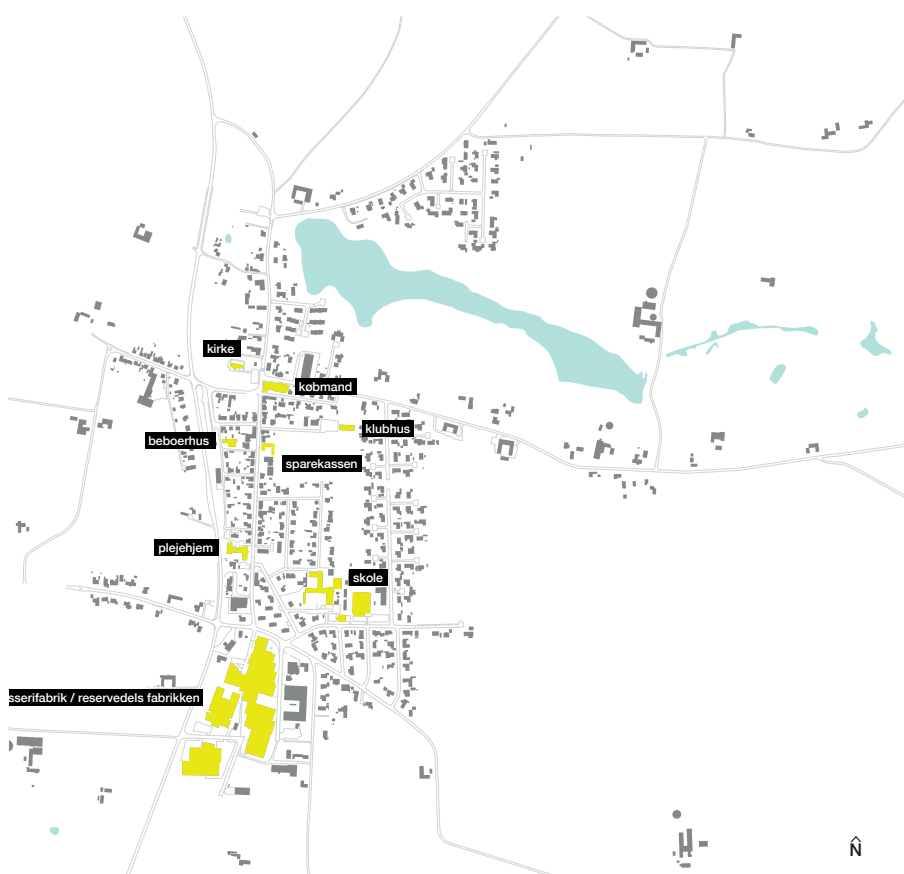 kirke
købmand
klubhus
beboerhus
sparekassen
plejehjem
skole
sserifabrik / reservedels fabrikken
N